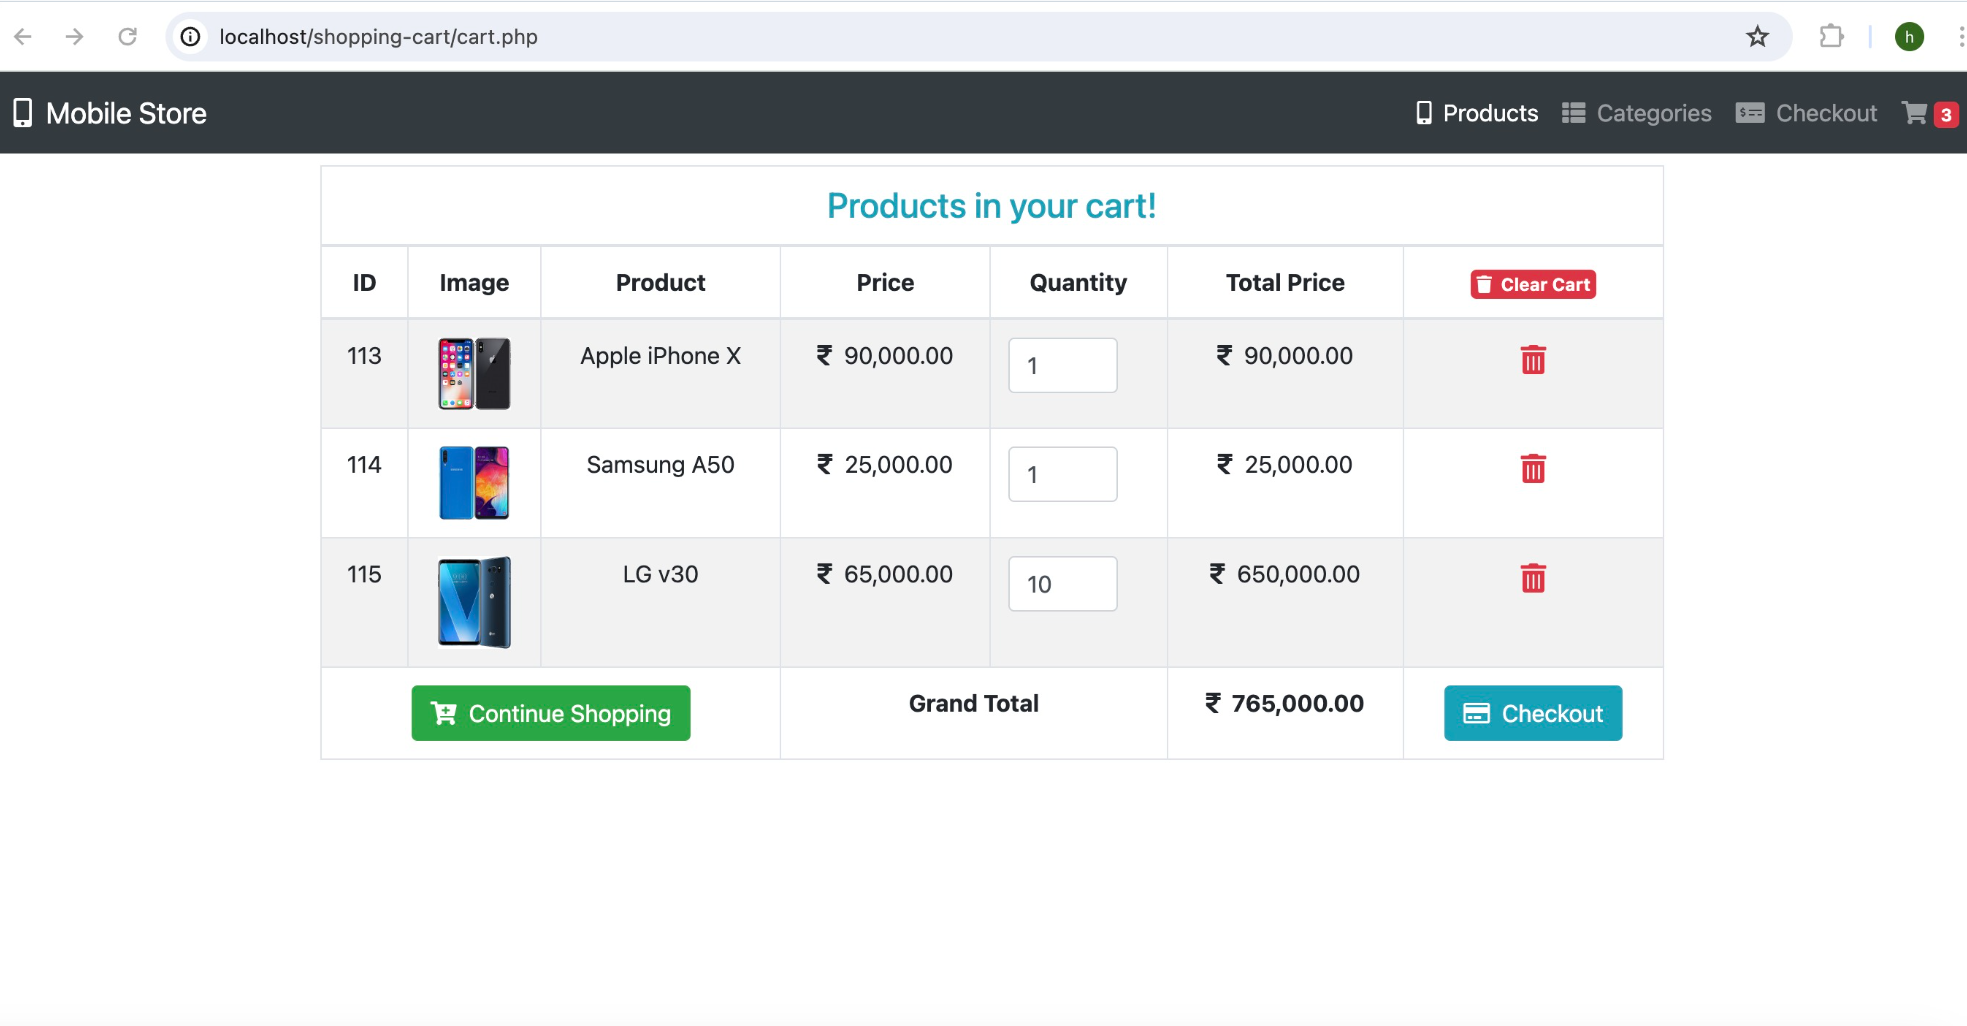 localhost/shopping-cart/cart.php
h
Mobile Store
Products Categories Checkout 3
Products in your cart!
ID Image Product Price Quantity Total Price Clear Cart
113 Apple iPhone X ₹ 90,000.00 1 ₹ 90,000.00
114 Samsung A50 ₹ 25,000.00 1 ₹ 25,000.00
115 LG v30 ₹ 65,000.00 10 ₹ 650,000.00
Continue Shopping Grand Total ₹ 765,000.00 Checkout